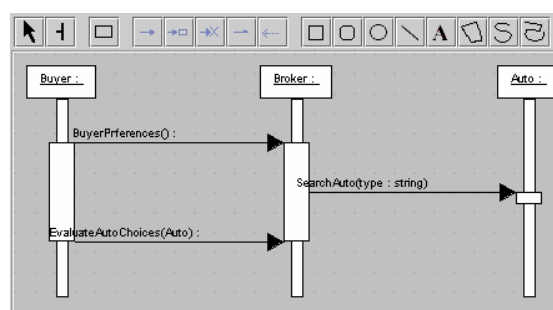 A
Buyer :
Broker :
Auto :
BuyerPrferences() :
SearchAuto(type : string)
EvaluateAutoChoices(Auto) :